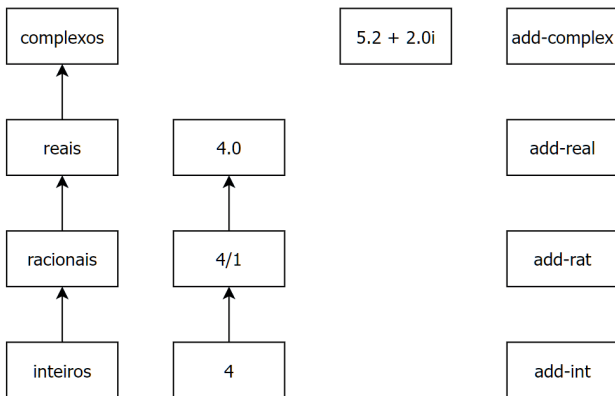 complexos
5.2 + 2.0i
add-complex
reais
4.0
add-real
racionais
4/1
add-rat
inteiros
4
add-int